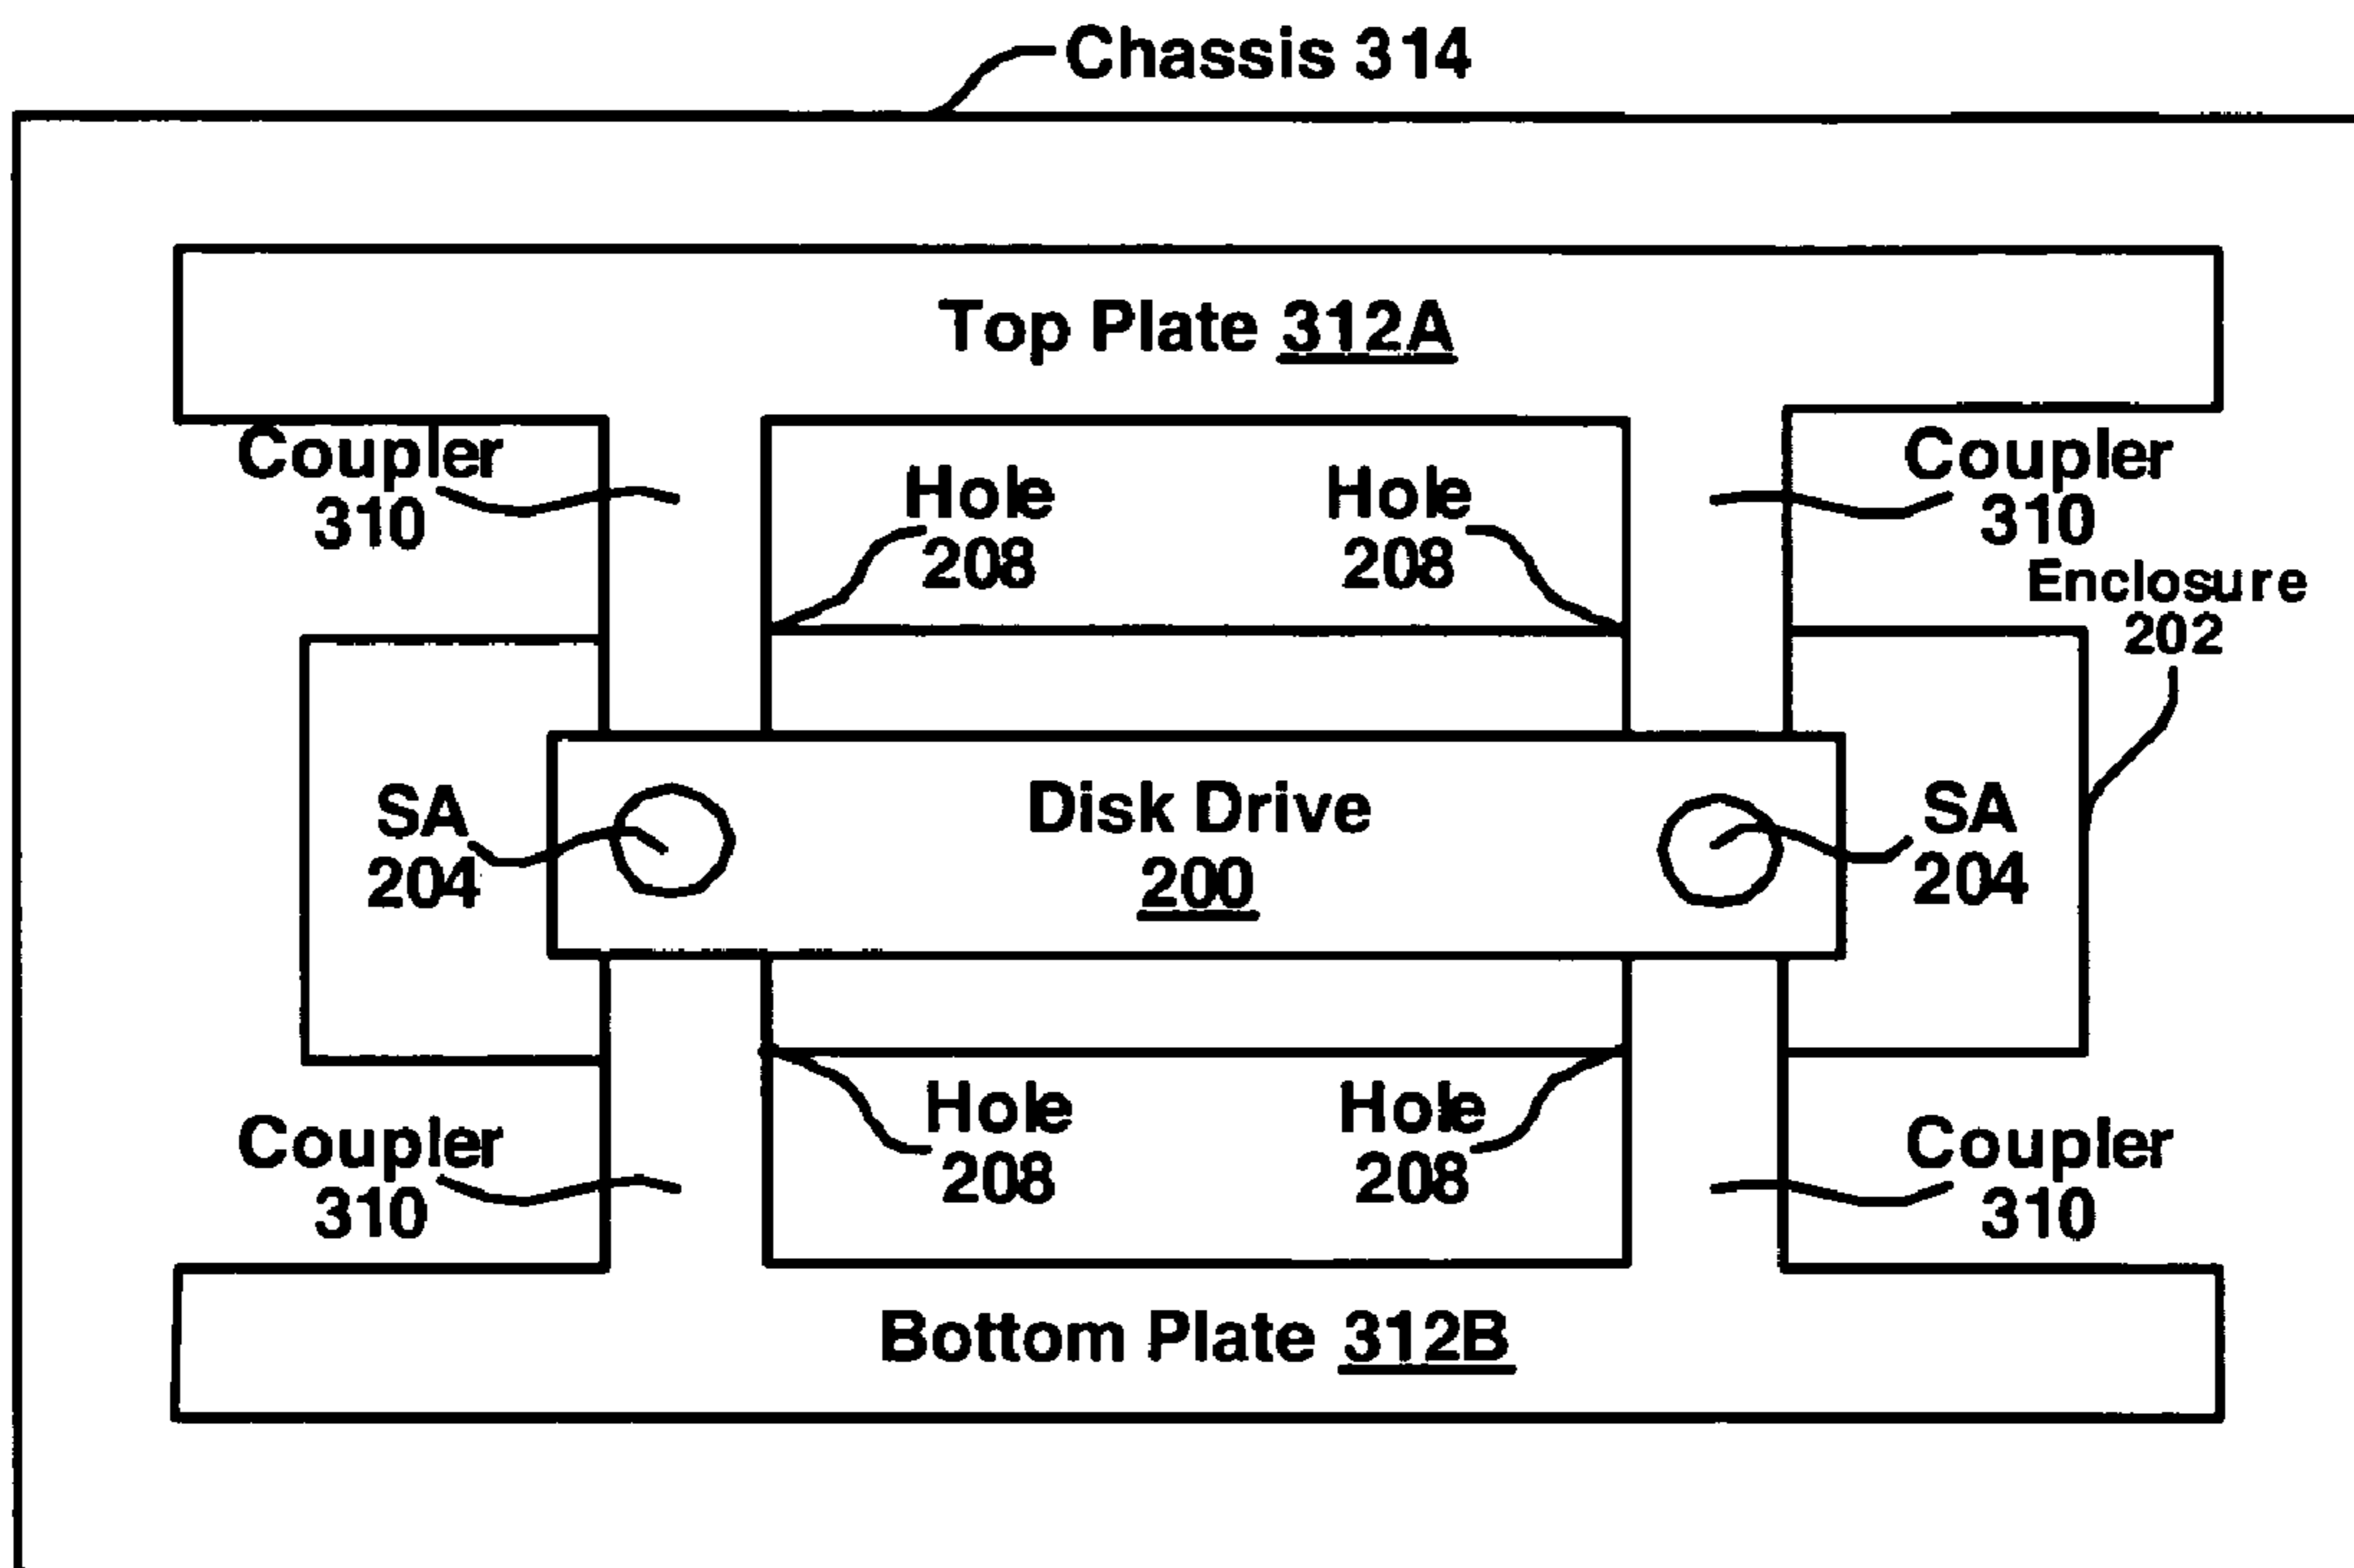 Chassis 314
Top Plate 312A
Coupler
310
Hole
208
Hole
208
Coupler
310
Enclosure
202
SA
204
Disk Drive
200
SA
204
Coupler
310
Hole
208
Hole
208
Coupler
310
Bottom Plate 312B